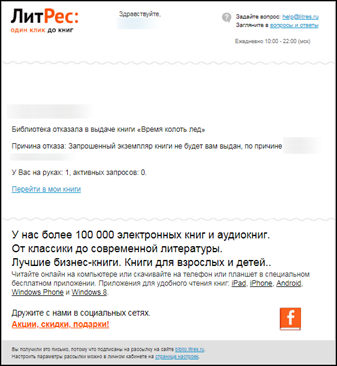 ЛитРес:
один клик до книг
Здравствуйте,
? Задайте вопрос: help@litres.ru
Загляните в вопросы и ответы
Ежедневно 10:00 - 22:00 (мск)
Библиотека отказала в выдаче книги «Время колоть лед»
Причина отказа: Запрошенный экземпляр книги не будет вам выдан, по причине
У Вас на руках: 1, активных запросов: 0.
Перейти в мои книги
У нас более 100 000 электронных книг и аудиокниг.
От классики до современной литературы.
Лучшие бизнес-книги. Книги для взрослых и детей..
Читайте онлайн на компьютере или скачивайте на телефон или планшет в специальном
бесплатном приложении. Приложения для удобного чтения книг: iPad, iPhone, Android,
Windows Phone и Windows 8.
Дружите с нами в социальных сетях.
Акции, скидки, подарки!
f
Вы получили это письмо, потому что подписаны на рассылку на сайте biblio.litres.ru.
Настроить параметры рассылки можно в личном кабинете на странице настроек.